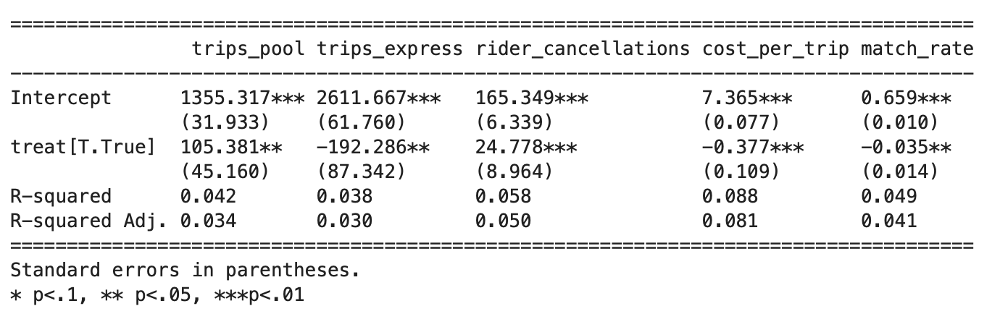 =====================================================================================
                trips_pool trips_express rider_cancellations cost_per_trip match_rate
-------------------------------------------------------------------------------------
Intercept      1355.317*** 2611.667***   165.349***          7.365***      0.659***
               (31.933)    (61.760)      (6.339)             (0.077)       (0.010)
treat[T.True]  105.381**   -192.286**    24.778***           -0.377***     -0.035**
               (45.160)    (87.342)      (8.964)             (0.109)       (0.014)
R-squared      0.042       0.038         0.058               0.088         0.049
R-squared Adj. 0.034       0.030         0.050               0.081         0.041
=====================================================================================
Standard errors in parentheses.
* p<.1, ** p<.05, ***p<.01